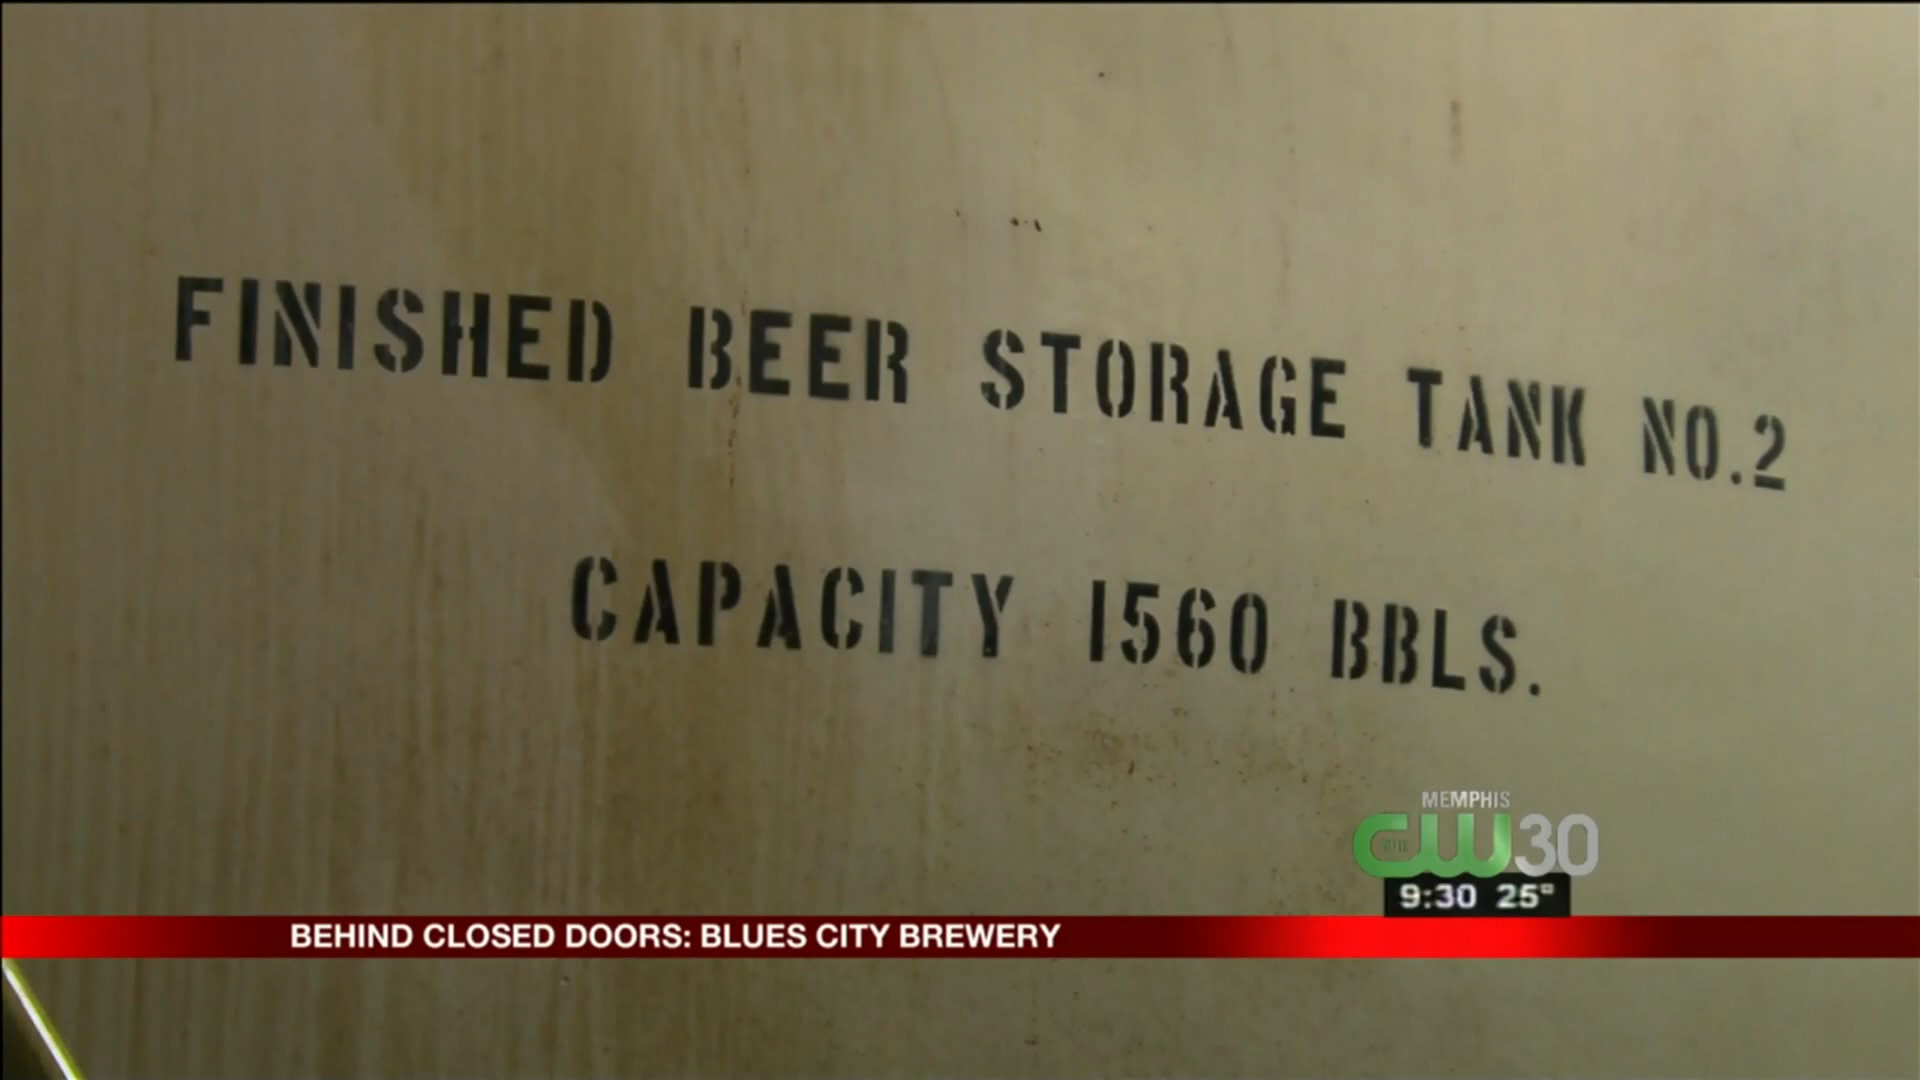 FINISHED BEER STORAGE TANK NO.2
CAPACITY 1560 BBLS.
MEMPHIS
THE CW30
9:30 25°
BEHIND CLOSED DOORS: BLUES CITY BREWERY